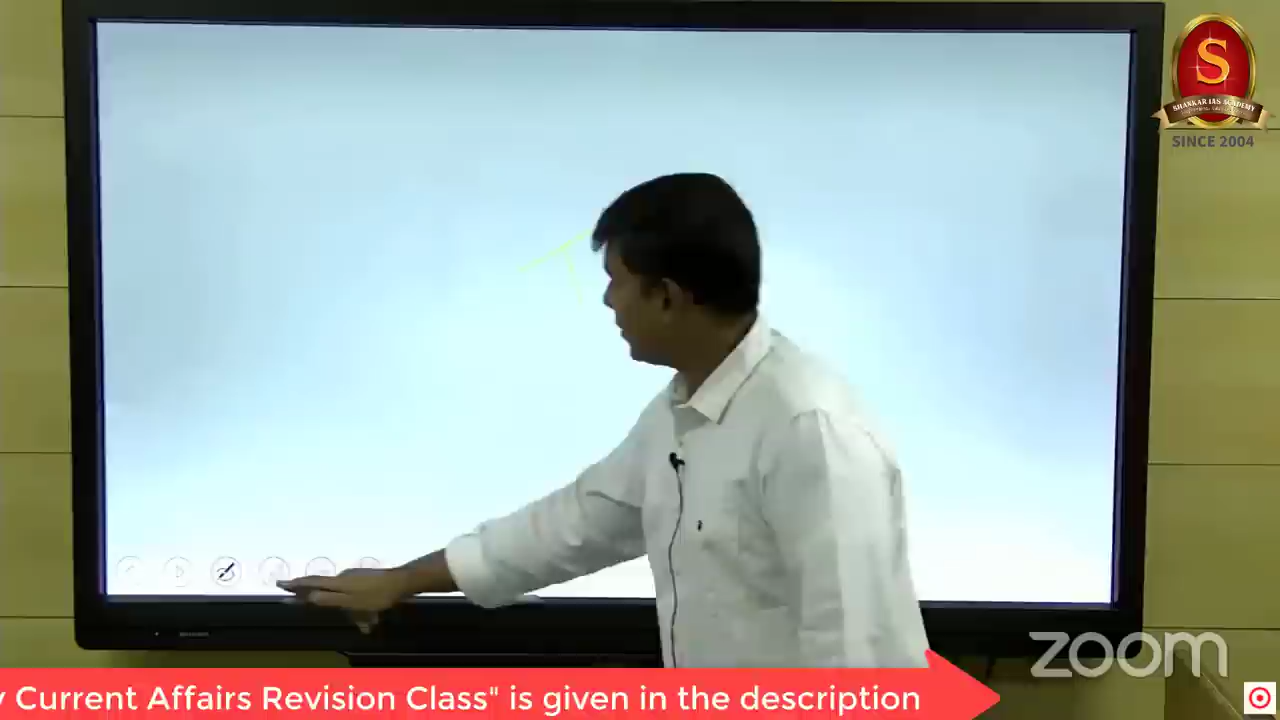 S
SHANKAR IAS ACADEMY
SINCE 2004
zoom
Current Affairs Revision Class" is given in the description